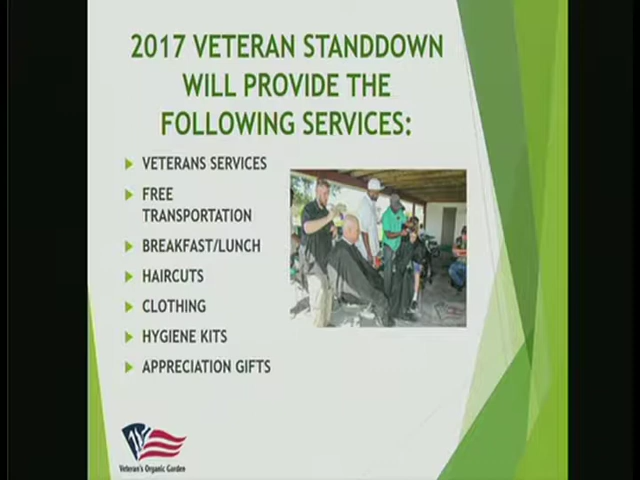 2017 VETERAN STANDDOWN
WILL PROVIDE THE
FOLLOWING SERVICES:
VETERANS SERVICES
FREE
TRANSPORTATION
BREAKFAST/LUNCH
HAIRCUTS
CLOTHING
HYGIENE KITS
APPRECIATION GIFTS
Veteran's Organic Garden